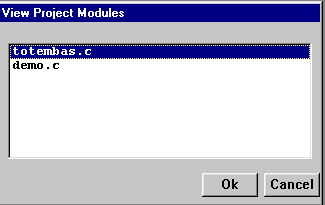 View Project Modules
totembas.c
demo.c
Ok Cancel